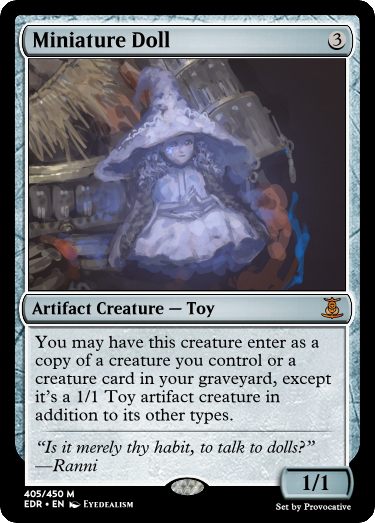 Miniature Doll 3
Artifact Creature — Toy
You may have this creature enter as a
copy of a creature you control or a
creature card in your graveyard, except
it's a 1/1 Toy artifact creature in
addition to its other types.
“Is it merely thy habit, to talk to dolls?”
—Ranni
1/1
405/450 M
EDR • EN Eyedealism
Set by Provocative